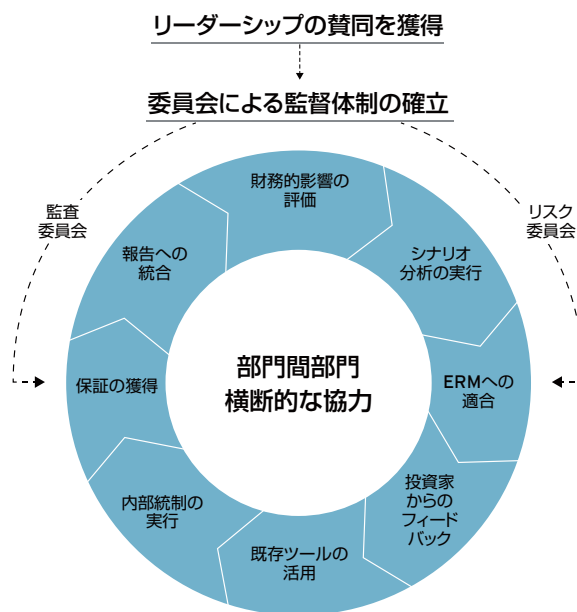 リーダーシップの賛同を獲得
委員会による監督体制の確立
監査
委員会
リスク
委員会
財務的影響の
評価
シナリオ
分析の実行
ERMへの
適合
投資家
からの
フィード
バック
既存ツールの
活用
内部統制の
実行
保証の獲得
報告への
統合
部門間部門
横断的な協力